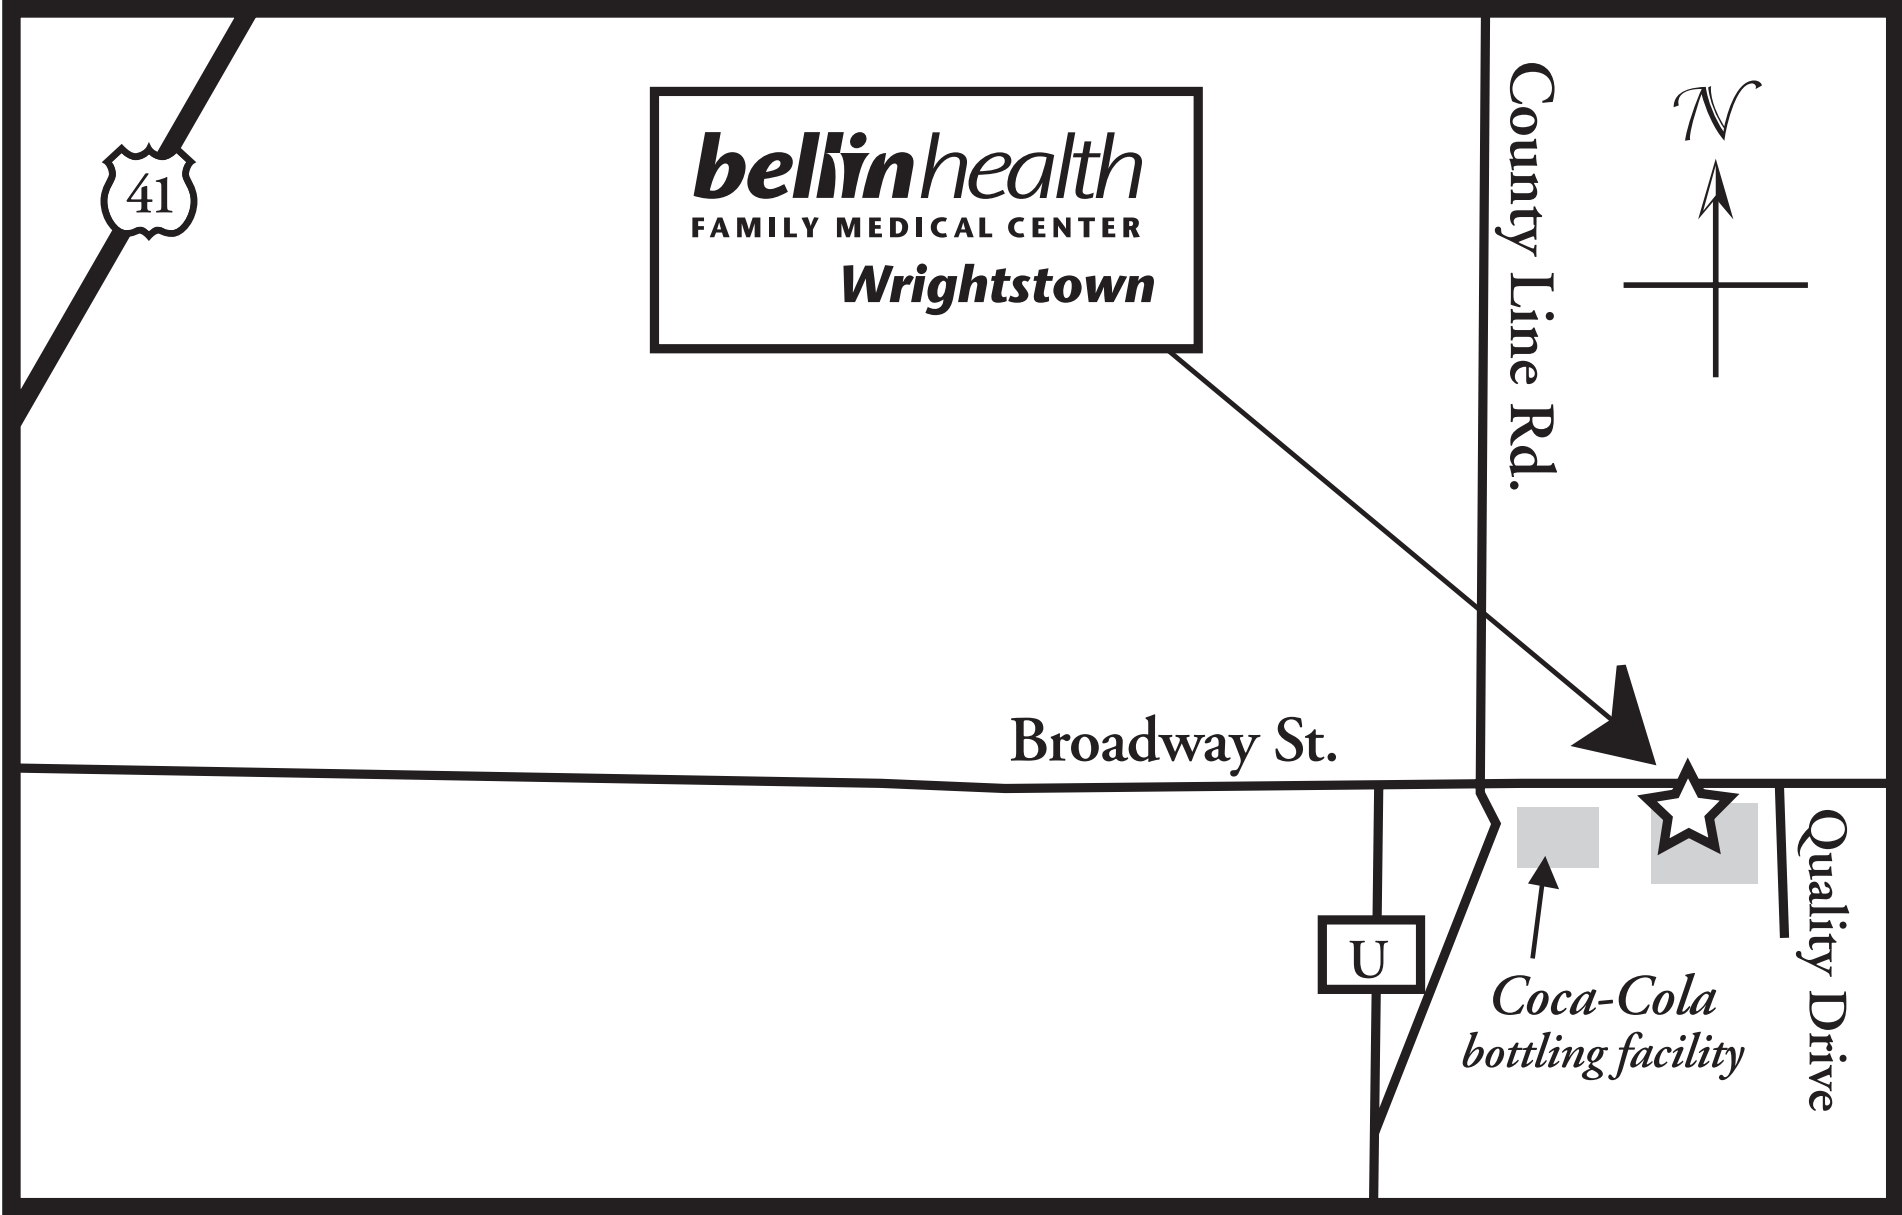 41
bellinhealth
FAMILY MEDICAL CENTER
Wrightstown
County Line Rd.
N
Broadway St.
U
Coca-Cola
bottling facility
Quality Drive